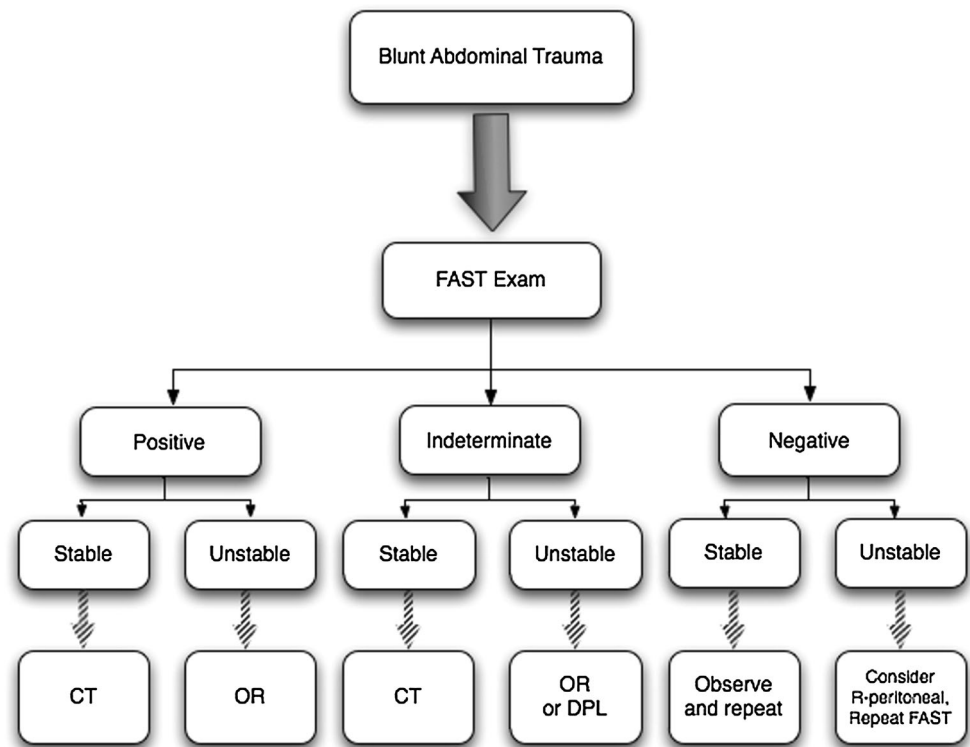 Blunt Abdominal Trauma
FAST Exam
Positive
Indeterminate
Negative
Stable
Unstable
Stable
Unstable
Stable
Unstable
CT
OR
CT
OR
or DPL
Observe
and repeat
Consider
R-peritoneal,
Repeat FAST